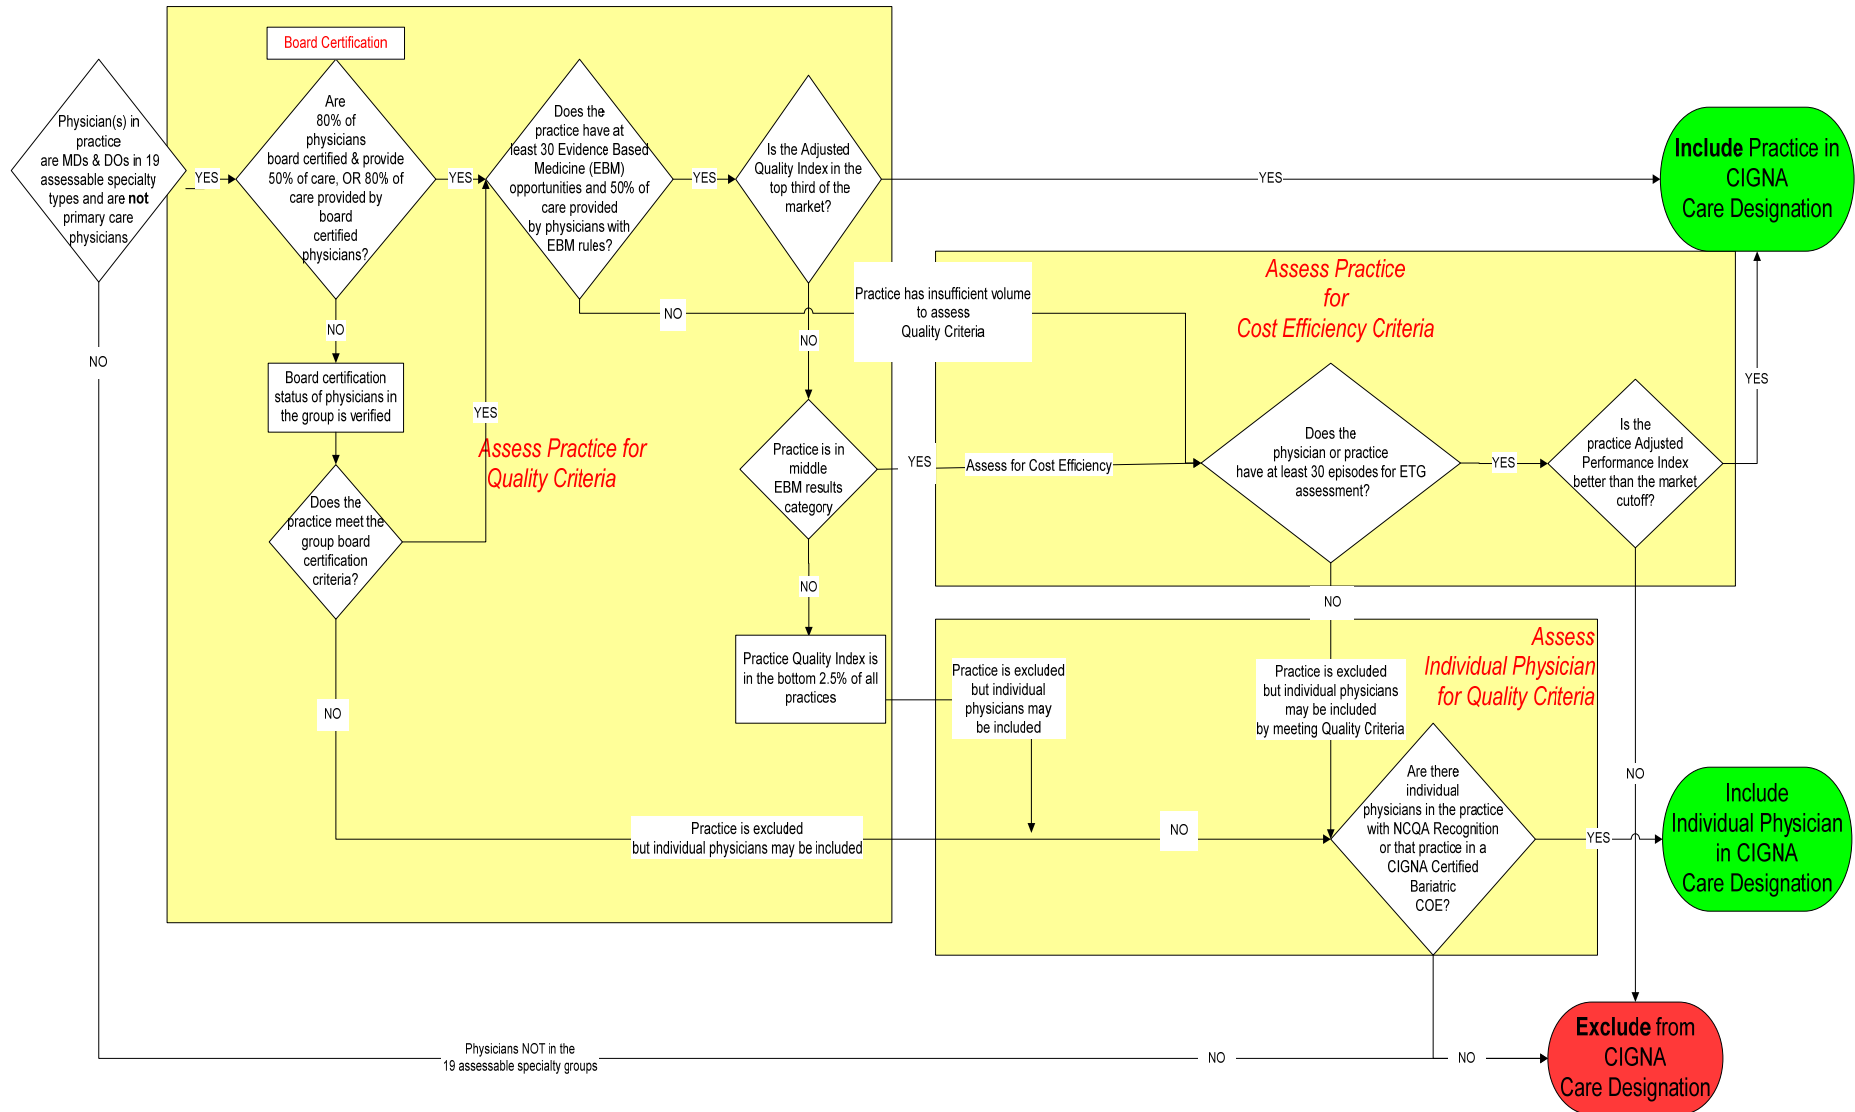 Board Certification
Physician(s) in
practice
are MDs & DOs in 19
assessable specialty
types and are not
primary care
physicians
YES
Are
80% of
physicians
board certified & provide
50% of care, OR 80% of
care provided by
board
certified
physicians?
YES
Does the
practice have at
least 30 Evidence Based
Medicine (EBM)
opportunities and 50% of
care provided
by physicians with
EBM rules?
YES
Is the Adjusted
Quality Index in the
top third of the
market?
YES
Include Practice in
CIGNA
Care Designation
NO
NO
Board certification
status of physicians in
the group is verified
YES
Does the
practice meet the
group board
certification
criteria?
Assess Practice for
Quality Criteria
NO
Practice has insufficient volume
to assess
Quality Criteria
NO
Practice is in
middle
EBM results
category
YES
Assess for Cost Efficiency
Assess Practice
for
Cost Efficiency Criteria
Does the
physician or practice
have at least 30 episodes for ETG
assessment?
YES
Is the
practice Adjusted
Performance Index
better than the market
cutoff?
YES
NO
Practice Quality Index is
in the bottom 2.5% of all
practices
Practice is excluded
but individual
physicians may
be included
NO
Practice is excluded
but individual physicians
may be included
by meeting Quality Criteria
Assess
Individual Physician
for Quality Criteria
NO
Practice is excluded
but individual physicians may be included
NO
Are there
individual
physicians in the practice
with NCQA Recognition
or that practice in a
CIGNA Certified
Bariatric
COE?
YES
NO
Include
Individual Physician
in CIGNA
Care Designation
Physicians NOT in the
19 assessable specialty groups
NO
NO
Exclude from
CIGNA
Care Designation